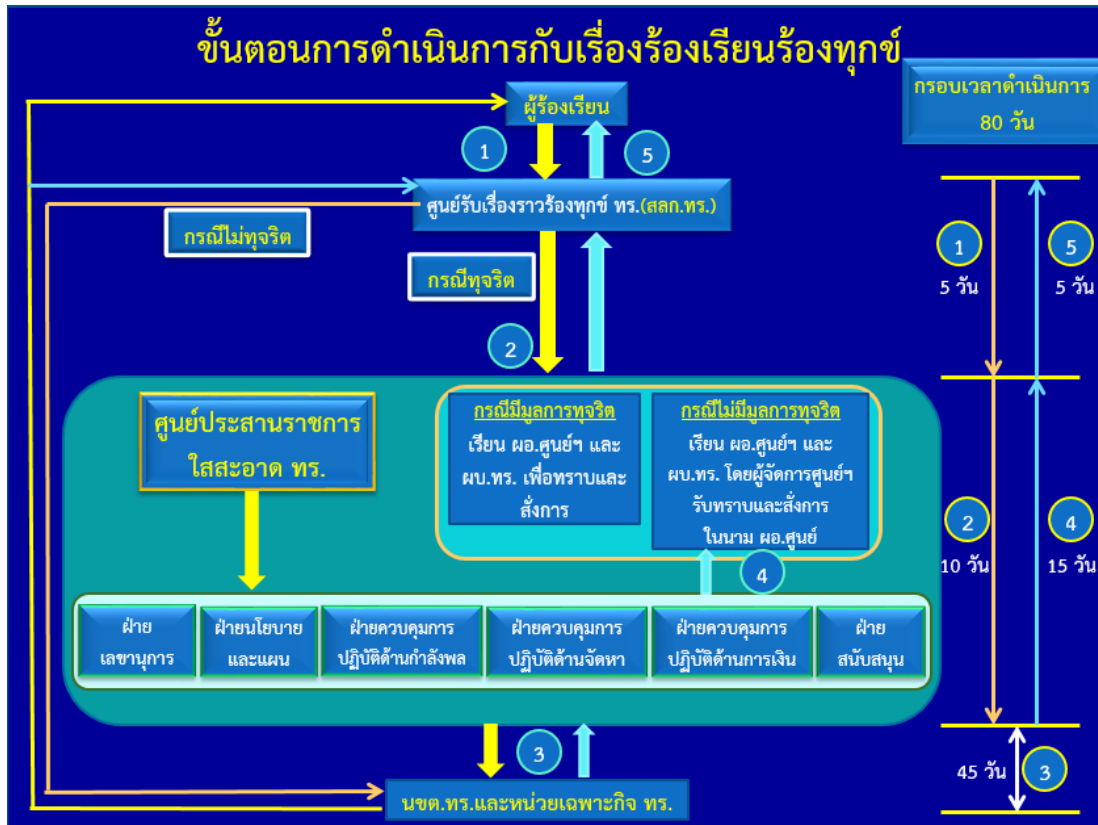 ขั้นตอนการดำเนินการกับเรื่องร้องเรียนร้องทุกข์
กรอบเวลาดำเนินการ
80 วัน
ผู้ร้องเรียน
1
5
ศูนย์รับเรื่องราวร้องทุกข์ ทร.(สลก.ทร.)
กรณีไม่ทุจริต
กรณีทุจริต
1
5 วัน
5
5 วัน
2
ศูนย์ประสานราชการ
ใสสะอาด ทร.
กรณีมีมูลการทุจริต
เรียน ผอ.ศูนย์ฯ และ
ผบ.ทร. เพื่อทราบและ
สั่งการ
กรณีไม่มีมูลการทุจริต
เรียน ผอ.ศูนย์ฯ และ
ผบ.ทร. โดยผู้จัดการศูนย์ฯ
รับทราบและสั่งการ
ในนาม ผอ.ศูนย์
2
10 วัน
4
15 วัน
4
ฝ่าย
เลขานุการ
ฝ่ายนโยบาย
และแผน
ฝ่ายควบคุมการ
ปฏิบัติด้านกำลังพล
ฝ่ายควบคุมการ
ปฏิบัติด้านจัดหา
ฝ่ายควบคุมการ
ปฏิบัติด้านการเงิน
ฝ่าย
สนับสนุน
3
45 วัน
3
นขต.ทร.และหน่วยเฉพาะกิจ ทร.